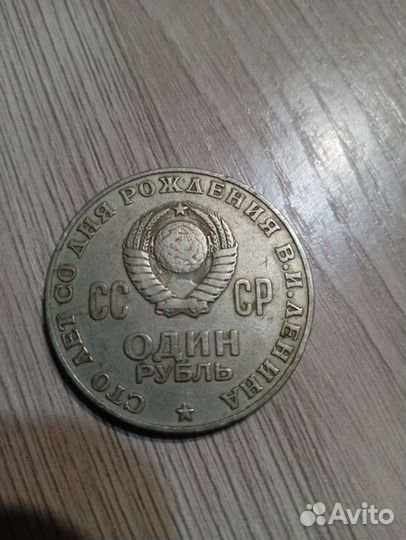 СТО ЛЕТ СО ДНЯ РОЖДЕНИЯ В.И.ЛЕНИНА
СС СР
ОДИН
РУБЛЬ
Avito